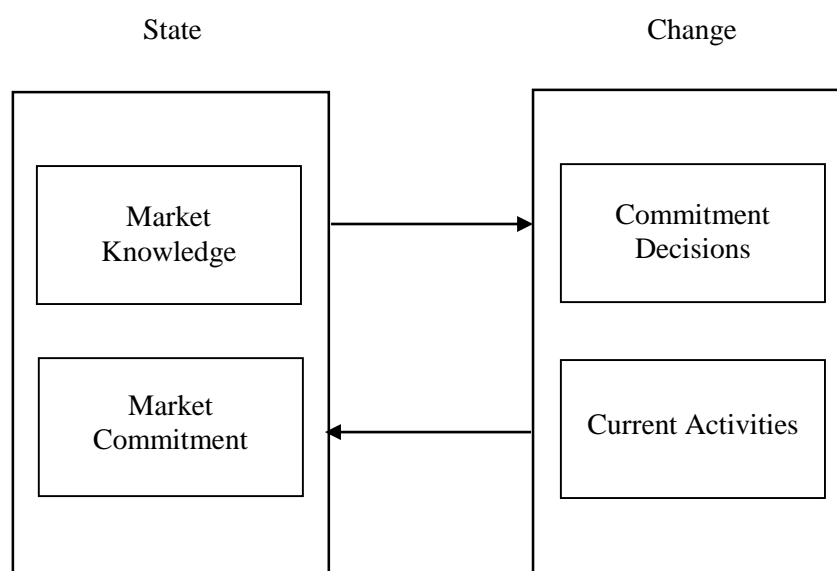 State
Change
Market
Knowledge
Commitment
Decisions
Market
Commitment
Current Activities